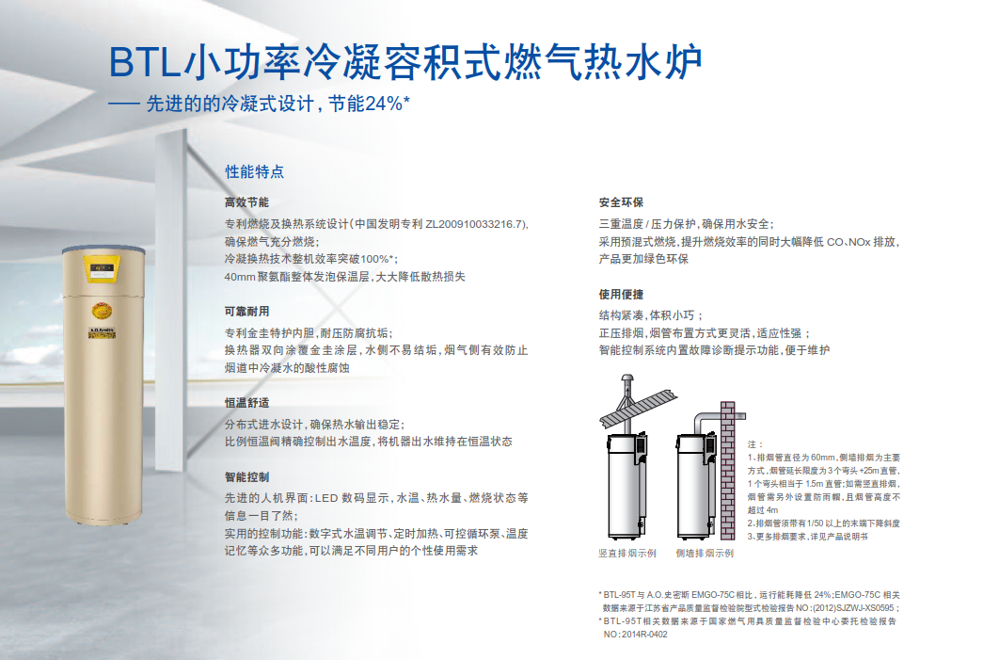 BTL小功率冷凝容积式燃气热水炉
—— 先进的的冷凝式设计，节能24%*
性能特点
高效节能
专利燃烧及换热系统设计（中国发明专利 ZL200910033216.7),
确保燃气充分燃烧；
冷凝换热技术整机效率突破100%*；
40mm聚氨酯整体发泡保温层，大大降低散热损失
可靠耐用
专利金圭特护内胆，耐压防腐抗垢；
换热器双向涂覆金圭涂层，水侧不易结垢，烟气侧有效防止
烟道中冷凝水的酸性腐蚀
恒温舒适
分布式进水设计，确保热水输出稳定；
比例恒温阀精确控制出水温度，将机器出水维持在恒温状态
智能控制
先进的人机界面：LED 数码显示，水温、热水量、燃烧状态等
信息一目了然；
实用的控制功能：数字式水温调节、定时加热、可控循环泵、温度
记忆等众多功能，可以满足不同用户的个性使用需求
安全环保
三重温度 / 压力保护，确保用水安全；
采用预混式燃烧，提升燃烧效率的同时大幅降低 CO、NOx 排放，
产品更加绿色环保
使用便捷
结构紧凑，体积小巧；
正压排烟，烟管布置方式更灵活，适应性强；
智能控制系统内置故障诊断提示功能，便于维护
注：
1、排烟管直径为60mm，侧墙排烟为主要
方式，烟管延长限度为3个弯头+25m直管，
1个弯头相当于1.5m直管；如需竖直排烟，
烟管需另外设置防雨帽，且烟管高度不
超过4m
2、排烟管须带有1/50以上的末端下降斜度
3、更多排烟要求，详见产品说明书
竖直排烟示例
侧墙排烟示例
* BTL-95T与 A.O.史密斯 EMGO-75C相比，运行能耗降低 24%；EMGO-75C 相关
数据来源于江苏省产品质量监督检验院型式检验报告NO：(2012)SJZWJ-XS0595；
* BTL-95T相关数据来源于国家燃气用具质量监督检验中心委托检验报告
NO：2014R-0402
A.O.Smith